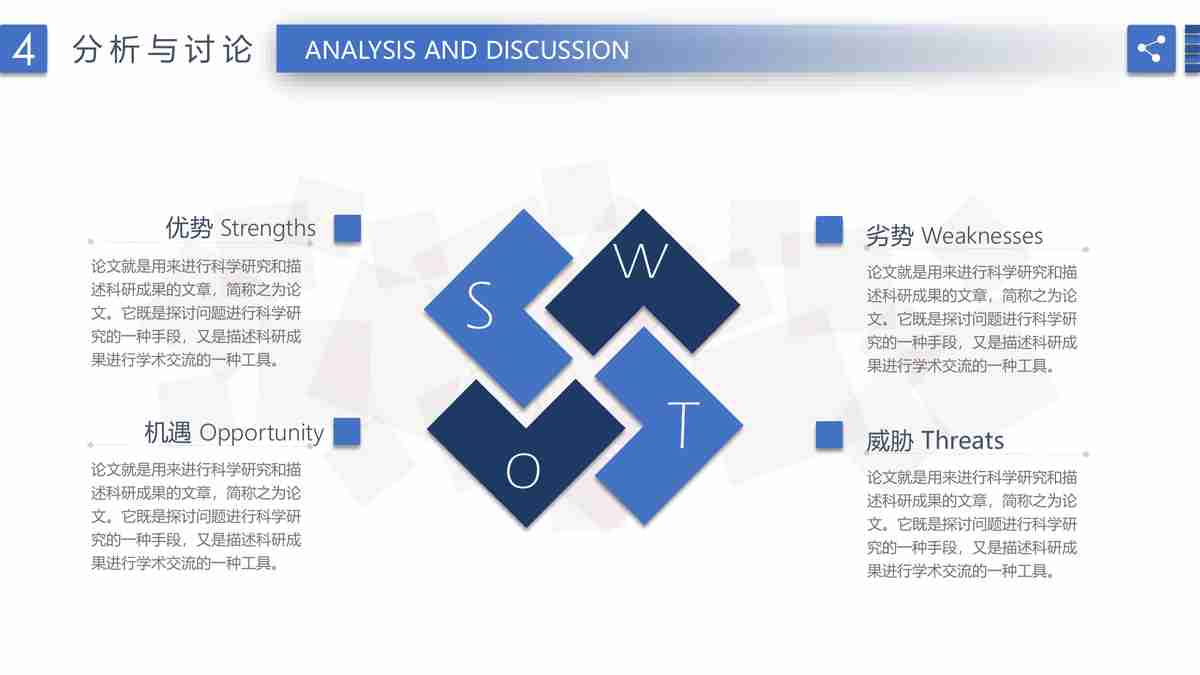 4
分析与讨论
ANALYSIS AND DISCUSSION
优势 Strengths
论文就是用来进行科学研究和描
述科研成果的文章，简称之为论
文。它既是探讨问题进行科学研
究的一种手段，又是描述科研成
果进行学术交流的一种工具。
机遇 Opportunity
论文就是用来进行科学研究和描
述科研成果的文章，简称之为论
文。它既是探讨问题进行科学研
究的一种手段，又是描述科研成
果进行学术交流的一种工具。
S
W
O
T
劣势 Weaknesses
论文就是用来进行科学研究和描
述科研成果的文章，简称之为论
文。它既是探讨问题进行科学研
究的一种手段，又是描述科研成
果进行学术交流的一种工具。
威胁 Threats
论文就是用来进行科学研究和描
述科研成果的文章，简称之为论
文。它既是探讨问题进行科学研
究的一种手段，又是描述科研成
果进行学术交流的一种工具。